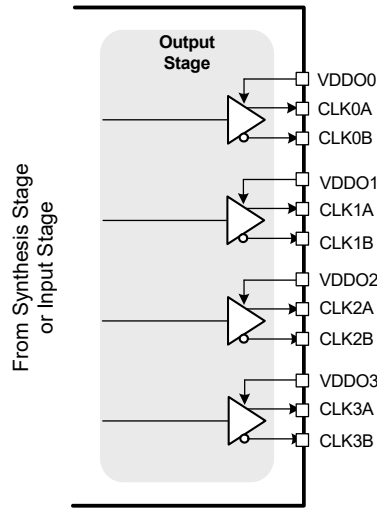 Output
Stage
From Synthesis Stage
or Input Stage
VDDO0
CLK0A
CLK0B
VDDO1
CLK1A
CLK1B
VDDO2
CLK2A
CLK2B
VDDO3
CLK3A
CLK3B